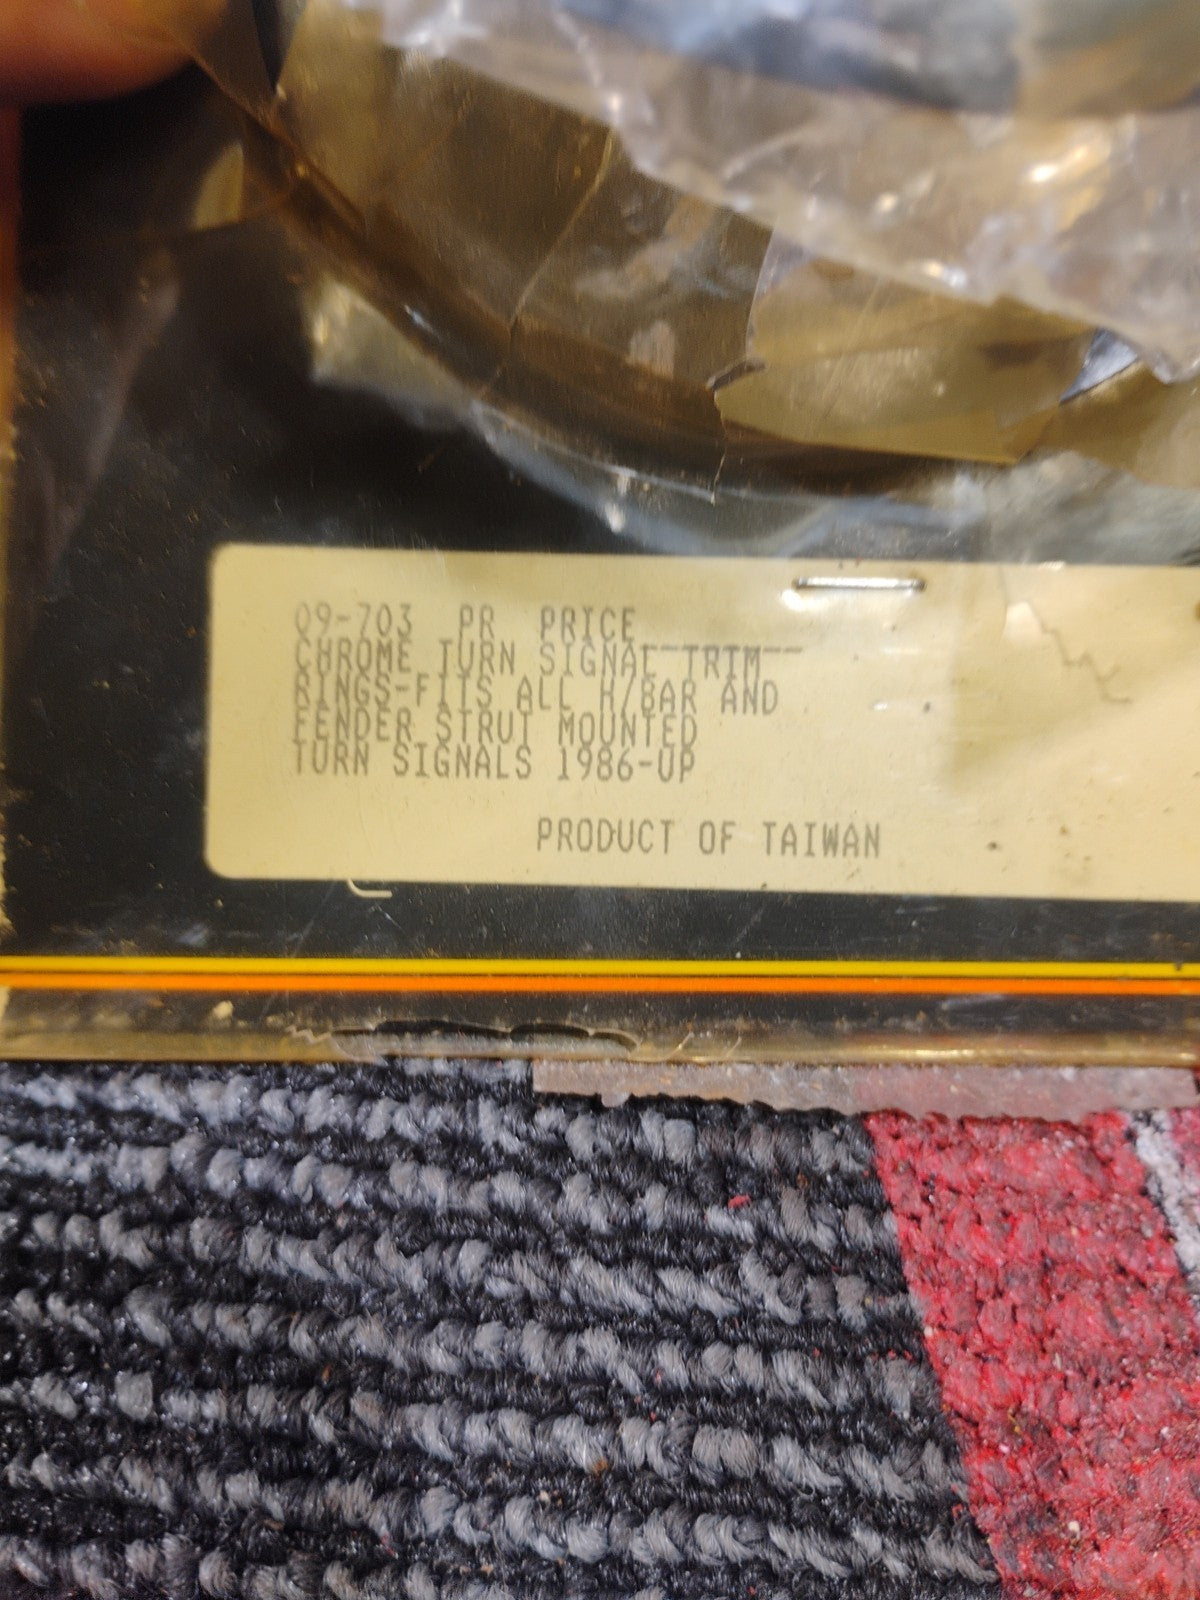 09-703 PR PRICE__________
CHROME TURN SIGNAL TRIM
RINGS-FITS ALL H/BAR AND
FENDER STRUT MOUNTED
TURN SIGNALS 1986-UP
PRODUCT OF TAIWAN